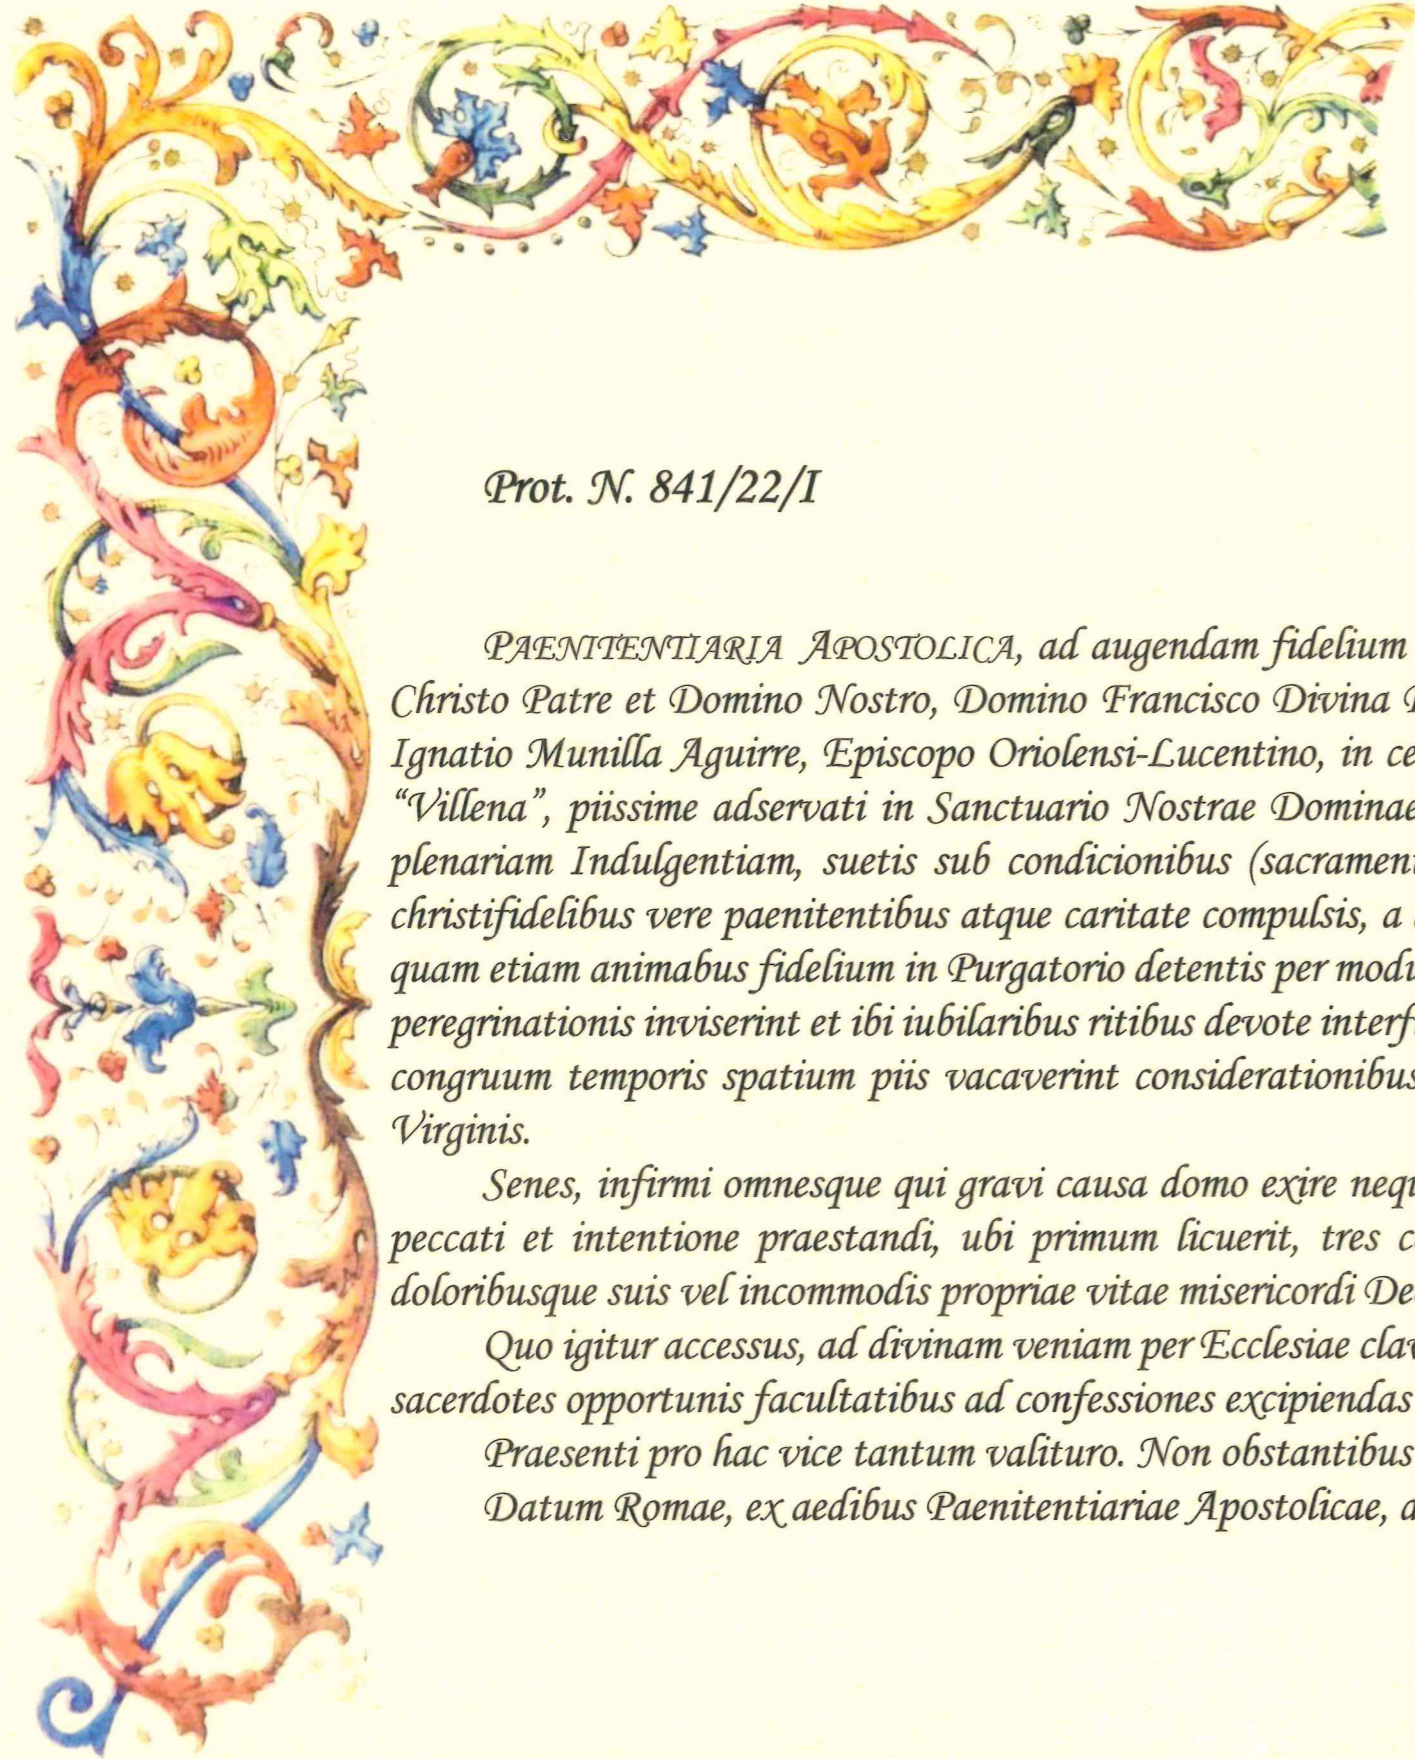 Prot. N. 841/22/I
PAENITENTIARIA APOSTOLICA, ad augendam fidelium
Christo Patre et Domino Nostro, Domino Francisco Divina
Ignatio Munilla Aguirre, Episcopo Oriolensi-Lucentino, in ce
“Villena”, piissime adservati in Sanctuario Nostrae Dominae
plenariam Indulgentiam, suetis sub condicionibus (sacrament
christifidelibus vere paenitentibus atque caritate compulsis, a
quam etiam animabus fidelium in Purgatorio detentis per modu
peregrinationis inviserint et ibi iubilaribus ritibus devote interf
congruum temporis spatium piis vacaverint considerationibus
Virginis.
Senes, infirmi omnesque qui gravi causa domo exire nequ
peccati et intentione praestandi, ubi primum licuerit, tres c
doloribusque suis vel incommodis propriae vitae misericordi De
Quo igitur accessus, ad divinam veniam per Ecclesiae clav
sacerdotes opportunis facultatibus ad confessiones excipiendas
Praesenti pro hac vice tantum valituro. Non obstantibus
Datum Romae, ex aedibus Paenitentiariae Apostolicae, a